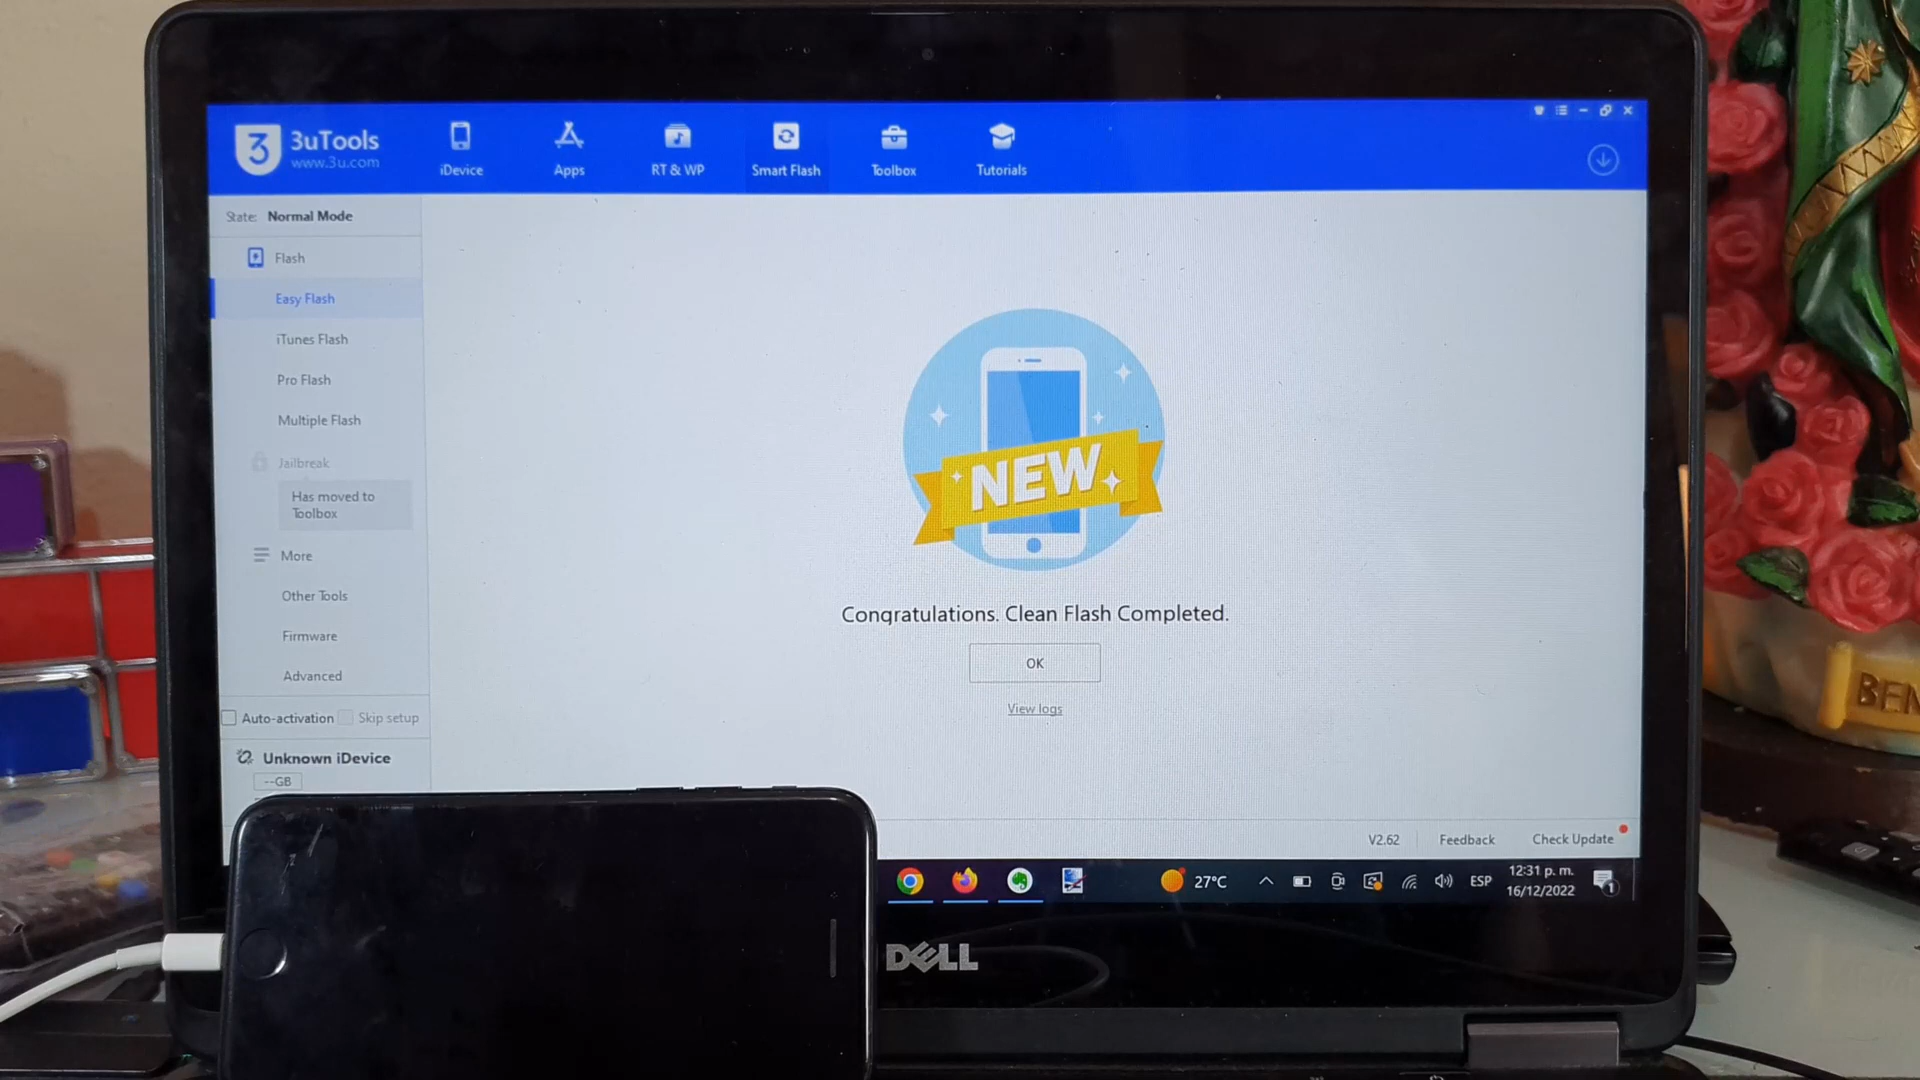 3 3uTools
www.3u.com
iDevice
Apps
RT & WP
Smart Flash
Toolbox
Tutorials
State: Normal Mode
Flash
Easy Flash
iTunes Flash
Pro Flash
Multiple Flash
Jailbreak
Has moved to
Toolbox
More
Other Tools
Firmware
Advanced
Auto-activation Skip setup
Unknown iDevice
--GB
NEW
Congratulations. Clean Flash Completed.
OK
View logs
V2.62 Feedback Check Update
27°C
ESP
12:31 p. m.
16/12/2022
1
DELL
BEN